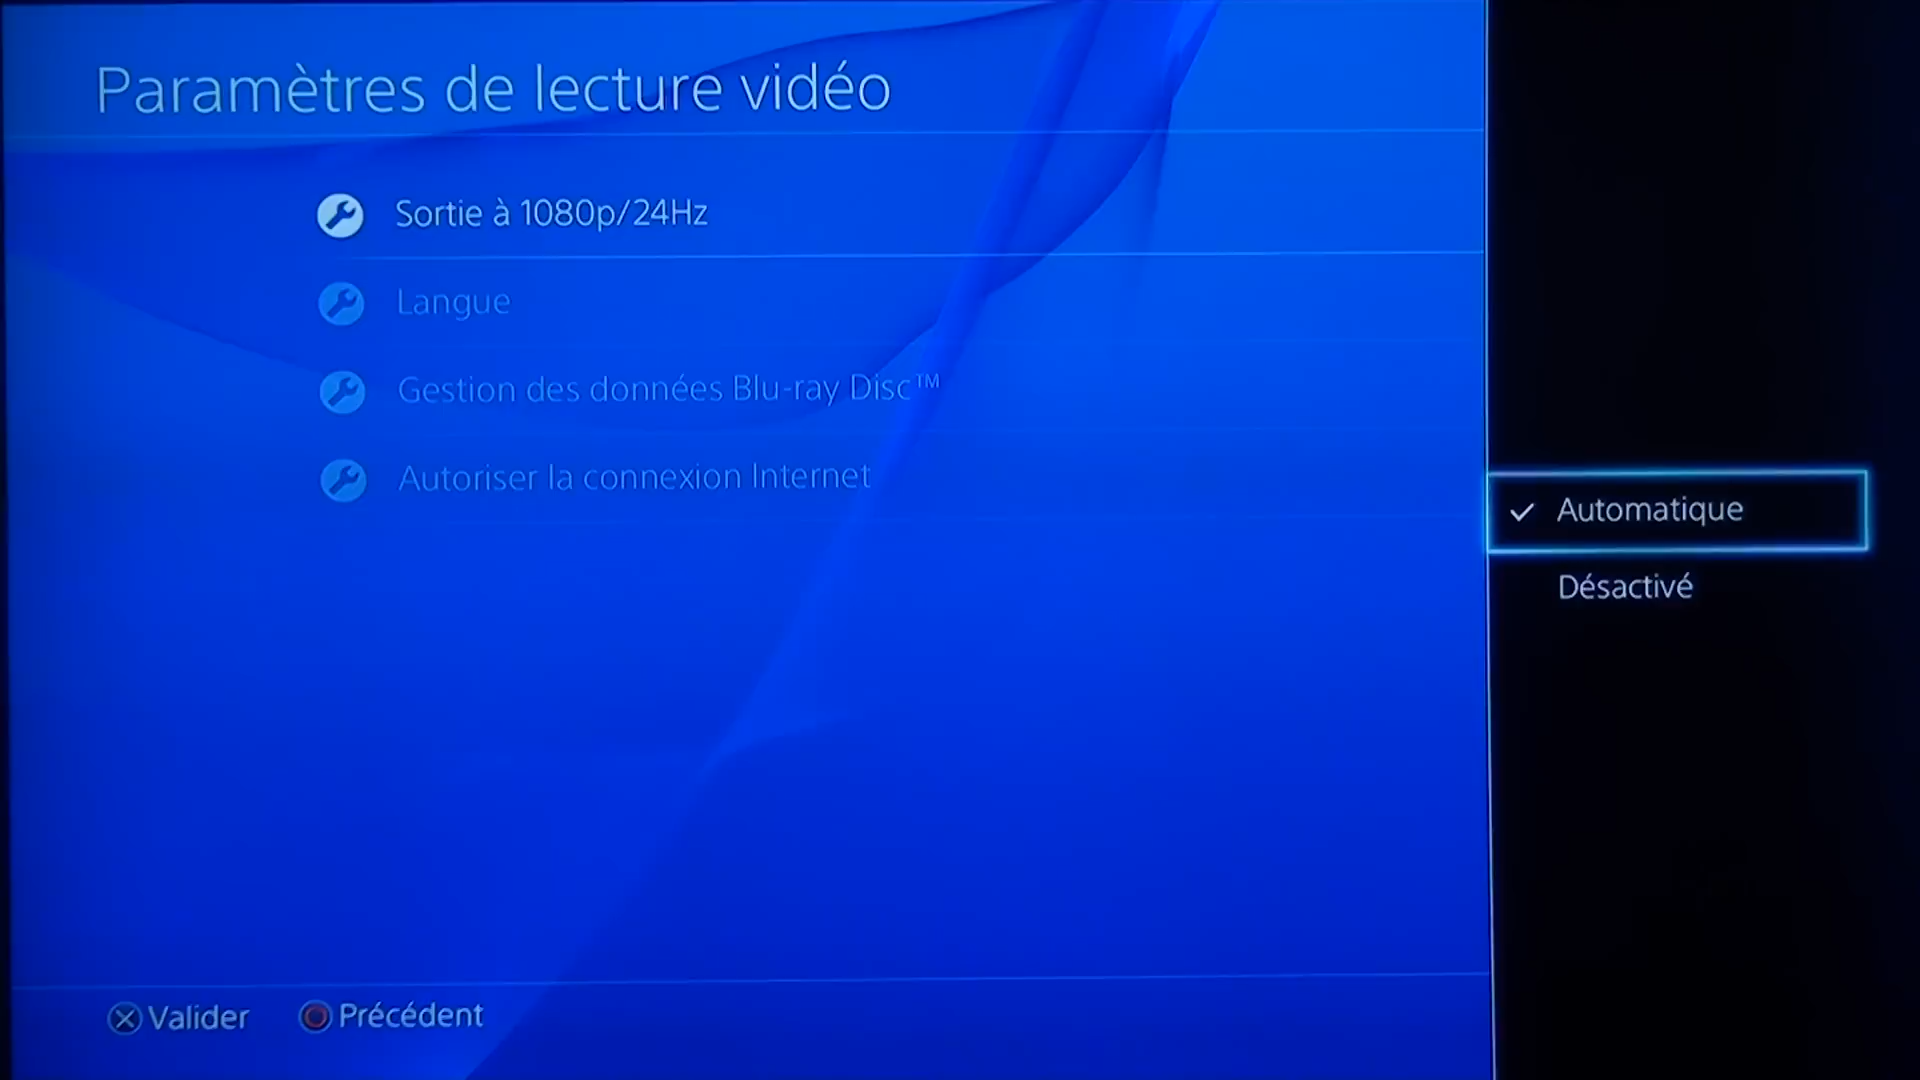 Paramètres de lecture vidéo
Sortie à 1080p/24Hz
Langue
Gestion des données Blu-ray Disc™
Autoriser la connexion Internet
Automatique
Désactivé
Valider
Précédent